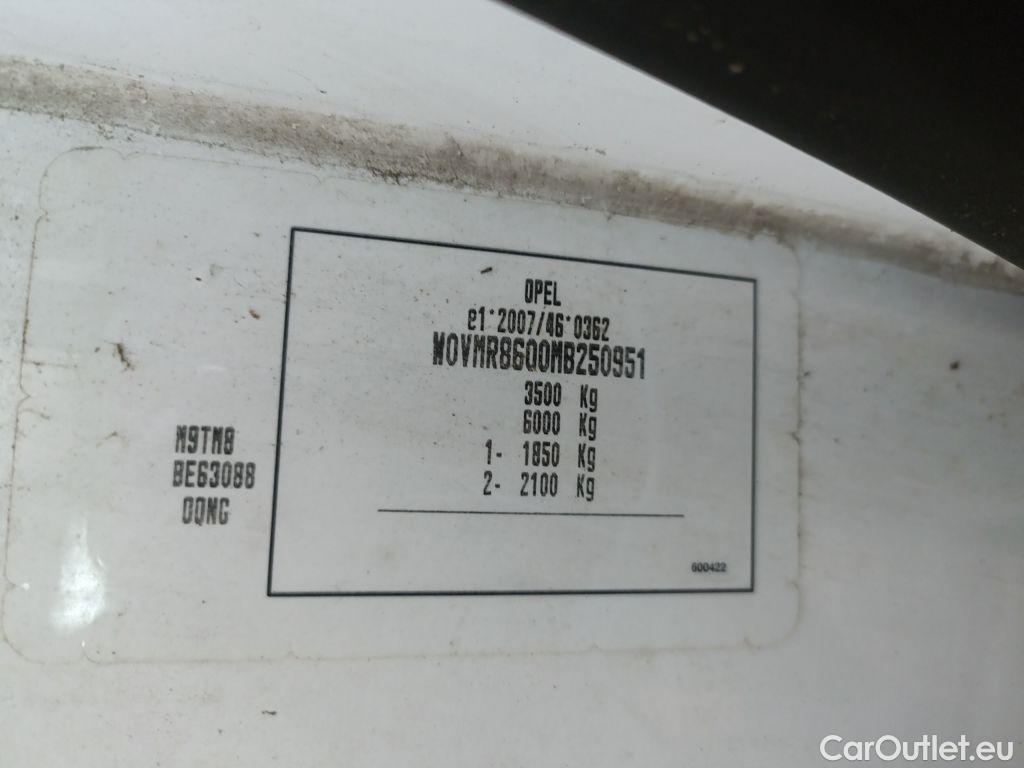 OPEL
e1*2007/46*0362
W0VMR8600MB250951
3500 Kg
6000 Kg
1- 1850 Kg
2- 2100 Kg
M9TM8
BE63088
0QNG
600422
CarOutlet.eu